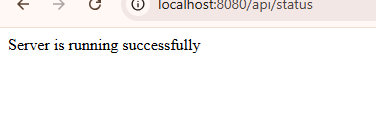 localhost:8080/api/status
Server is running successfully